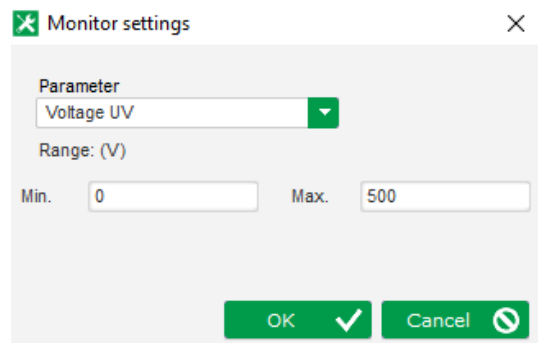 Monitor settings
Parameter
Voltage UV
Range: (V)
Min. 0 Max. 500
OK Cancel